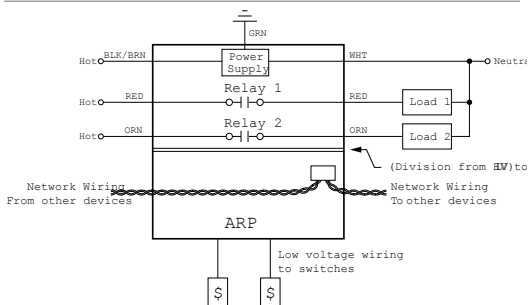 GRN
Hot BLK/BRN
Power
Supply
WHT
Neutra
Hot RED
Relay 1
RED
Load 1
Hot ORN
Relay 2
ORN
Load 2
(Division from to
Network Wiring
From other devices
Network Wiring
To other devices
ARP
Low voltage wiring
to switches
$
$